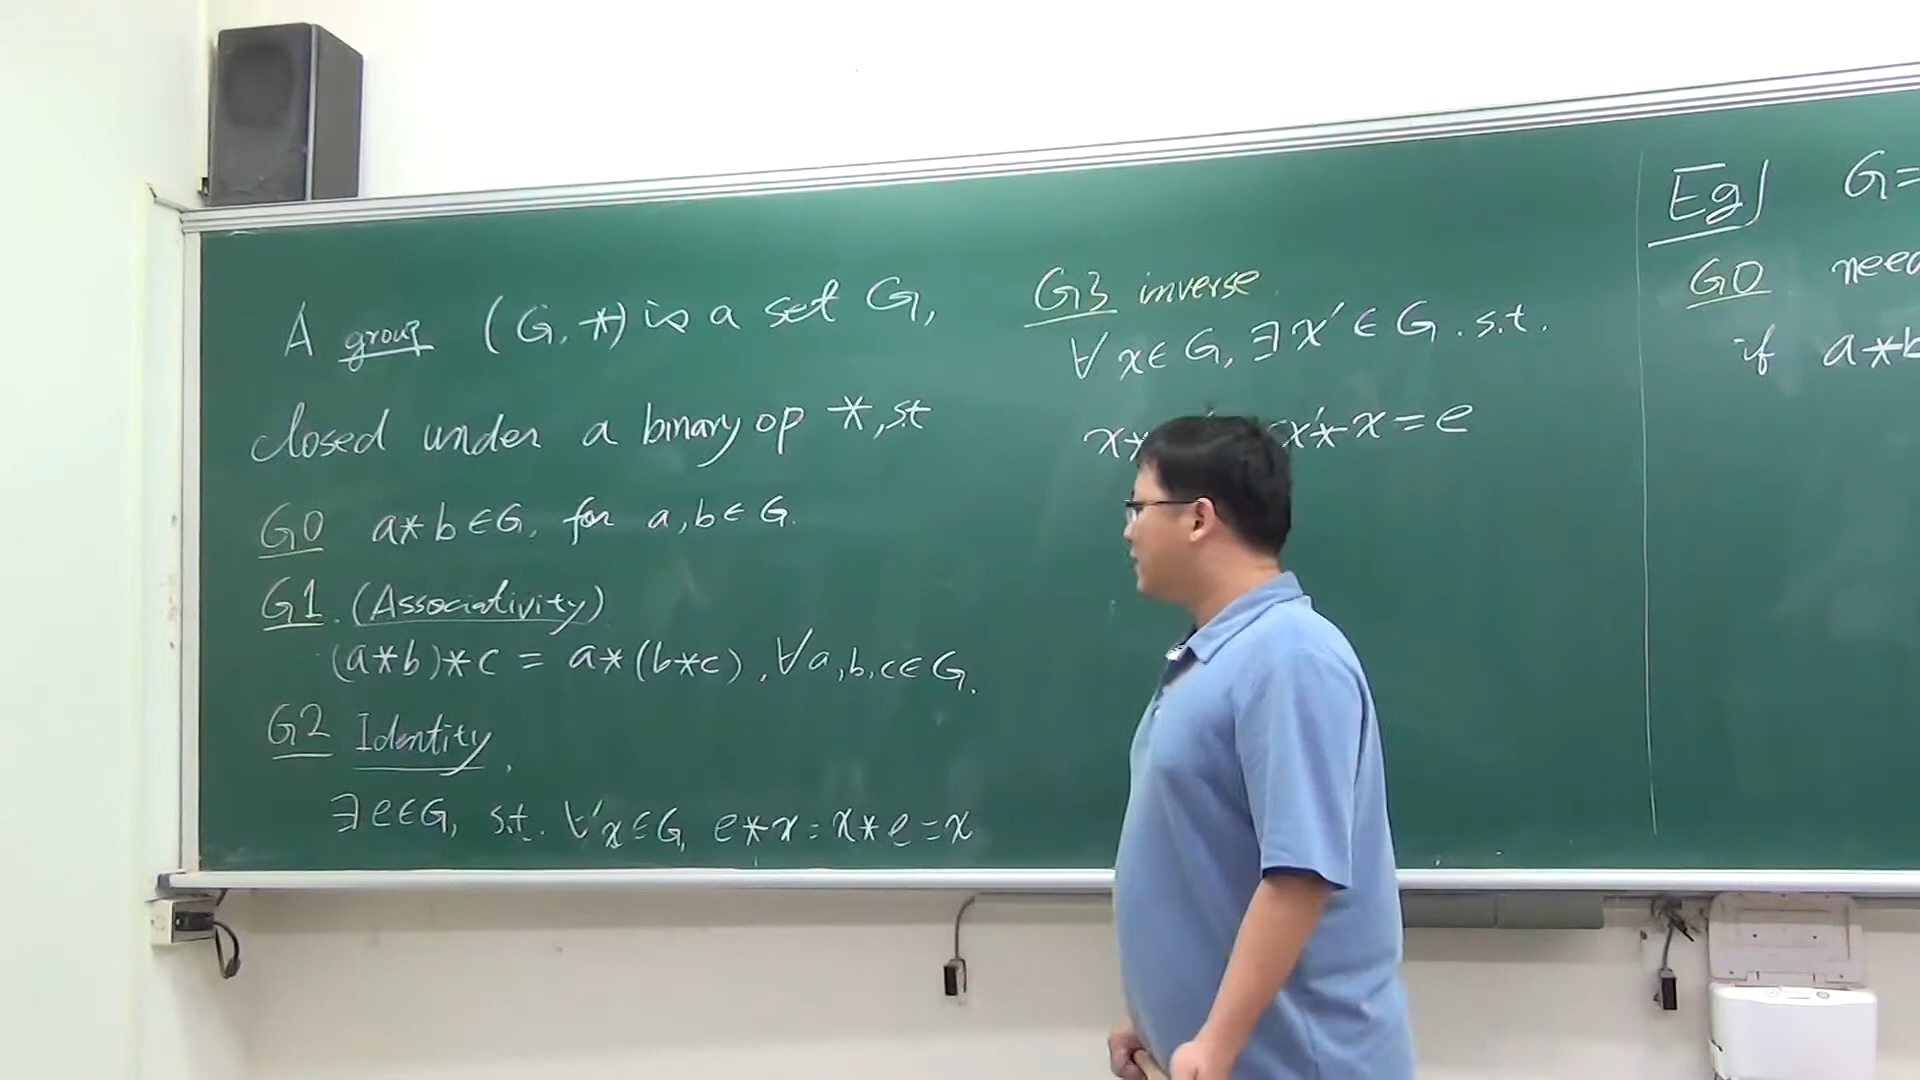 A group (G, *) is a set G,
closed under a binary op *, st
G0 a*b ∈ G, for a, b ∈ G.
G1. (Associativity)
(a*b)*c = a*(b*c), ∀a, b, c ∈ G.
G2 Identity,
∃e∈G, s.t. ∀x∈G, e*x = x*e = x
G3 inverse.
∀x∈G, ∃x'∈G. s.t.
x* x'*x = e
Eg) G=
G0 need
if a*b